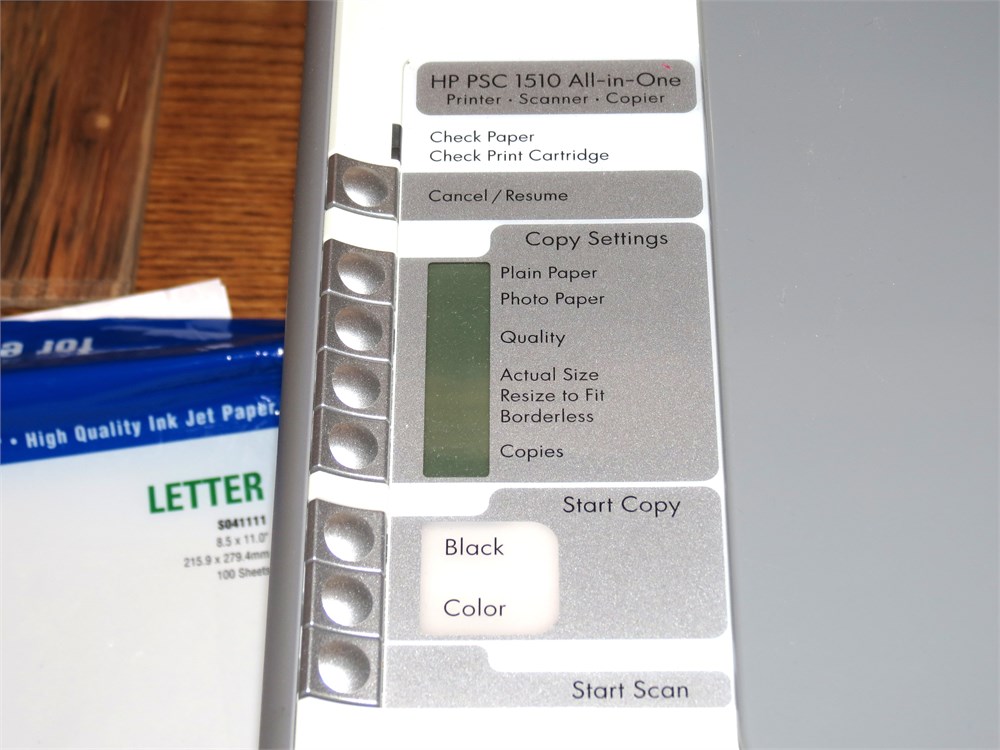 HP PSC 1510 All-in-One
Printer · Scanner · Copier
Check Paper
Check Print Cartridge
Cancel / Resume
Copy Settings
Plain Paper
Photo Paper
Quality
Actual Size
Resize to Fit
Borderless
Copies
Start Copy
Black
Color
Start Scan
for e
• High Quality Ink Jet Paper
LETTER
S041111
8.5 x 11.0"
215.9 x 279.4mm
100 Sheets